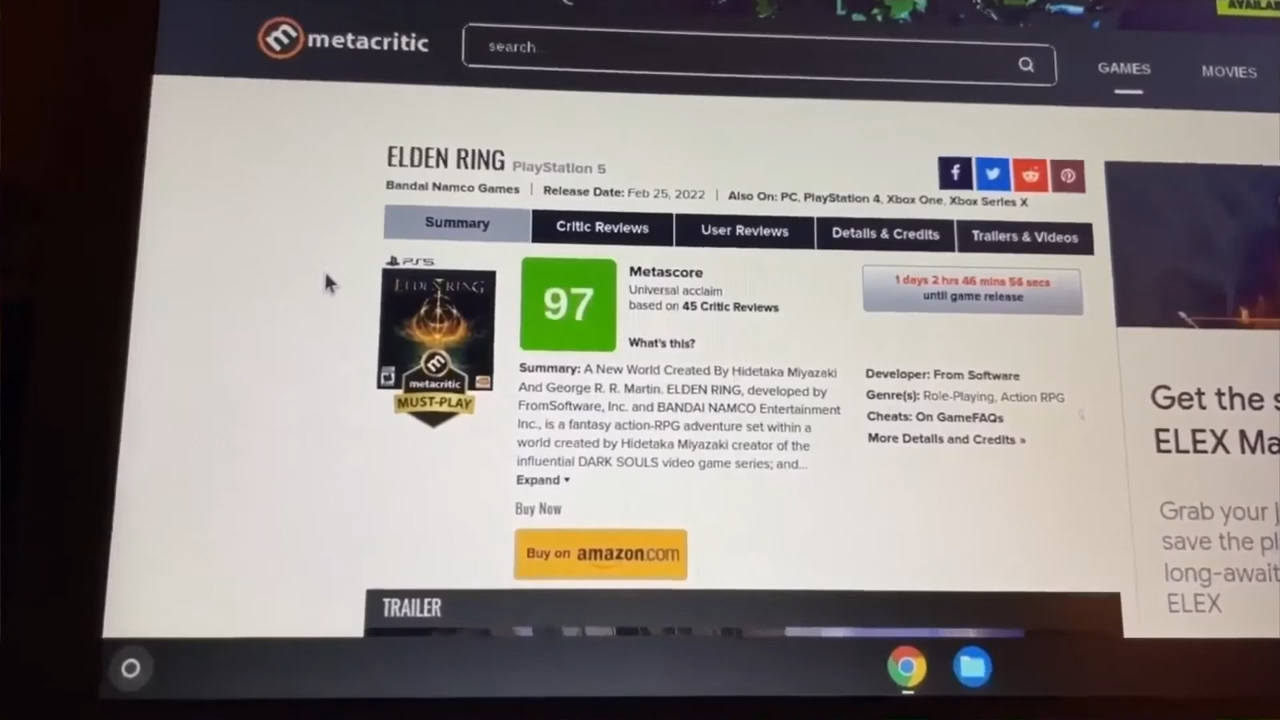 AVAILAB
metacritic
search
GAMES
MOVIES
ELDEN RING PlayStation 5
Bandai Namco Games | Release Date: Feb 25, 2022 | Also On: PC, PlayStation 4, Xbox One, Xbox Series X
Summary
Critic Reviews
User Reviews
Details & Credits
Trailers & Videos
PS5
ELDEN RING
metacritic
MUST-PLAY
97
Metascore
Universal acclaim
based on 45 Critic Reviews
What's this?
1 days 2 hrs 46 mins 56 secs
until game release
Summary: A New World Created By Hidetaka Miyazaki
And George R. R. Martin. ELDEN RING, developed by
FromSoftware, Inc. and BANDAI NAMCO Entertainment
Inc., is a fantasy action-RPG adventure set within a
world created by Hidetaka Miyazaki creator of the
influential DARK SOULS video game series; and...
Expand
Developer: From Software
Genre(s): Role-Playing, Action RPG
Cheats: On GameFAQs
More Details and Credits »
Buy Now
Buy on amazon.com
TRAILER
Get the s
ELEX Ma
Grab your J
save the pl
long-await
ELEX